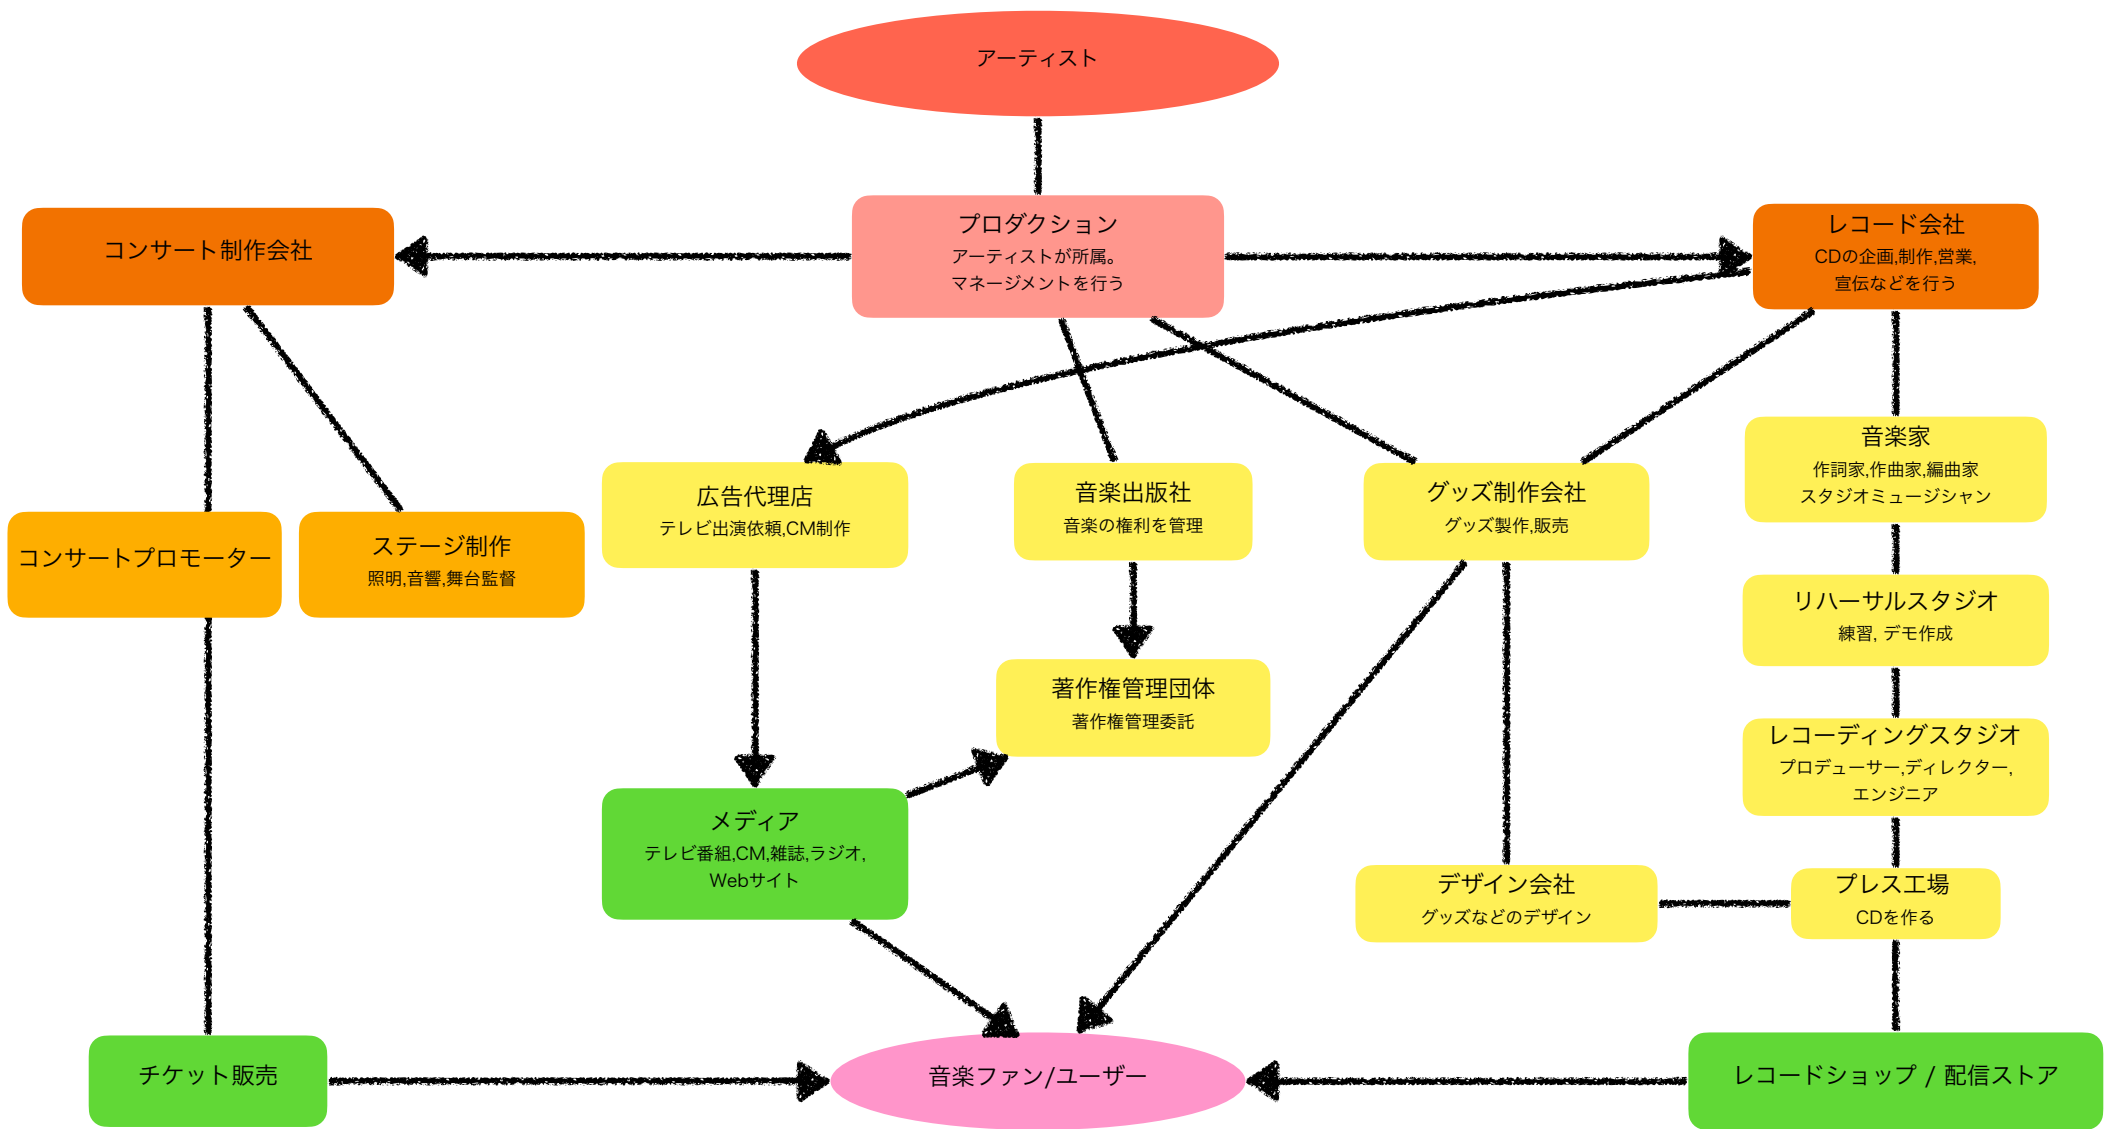 アーティスト
コンサート制作会社
プロダクション
アーティストが所属。
マネージメントを行う
レコード会社
CDの企画,制作,営業,
宣伝などを行う
コンサートプロモーター
ステージ制作
照明,音響,舞台監督
広告代理店
テレビ出演依頼,CM制作
音楽出版社
音楽の権利を管理
グッズ制作会社
グッズ製作,販売
音楽家
作詞家,作曲家,編曲家
スタジオミュージシャン
リハーサルスタジオ
練習, デモ作成
著作権管理団体
著作権管理委託
レコーディングスタジオ
プロデューサー,ディレクター,
エンジニア
メディア
テレビ番組,CM,雑誌,ラジオ,
Webサイト
デザイン会社
グッズなどのデザイン
プレス工場
CDを作る
チケット販売
音楽ファン/ユーザー
レコードショップ / 配信ストア